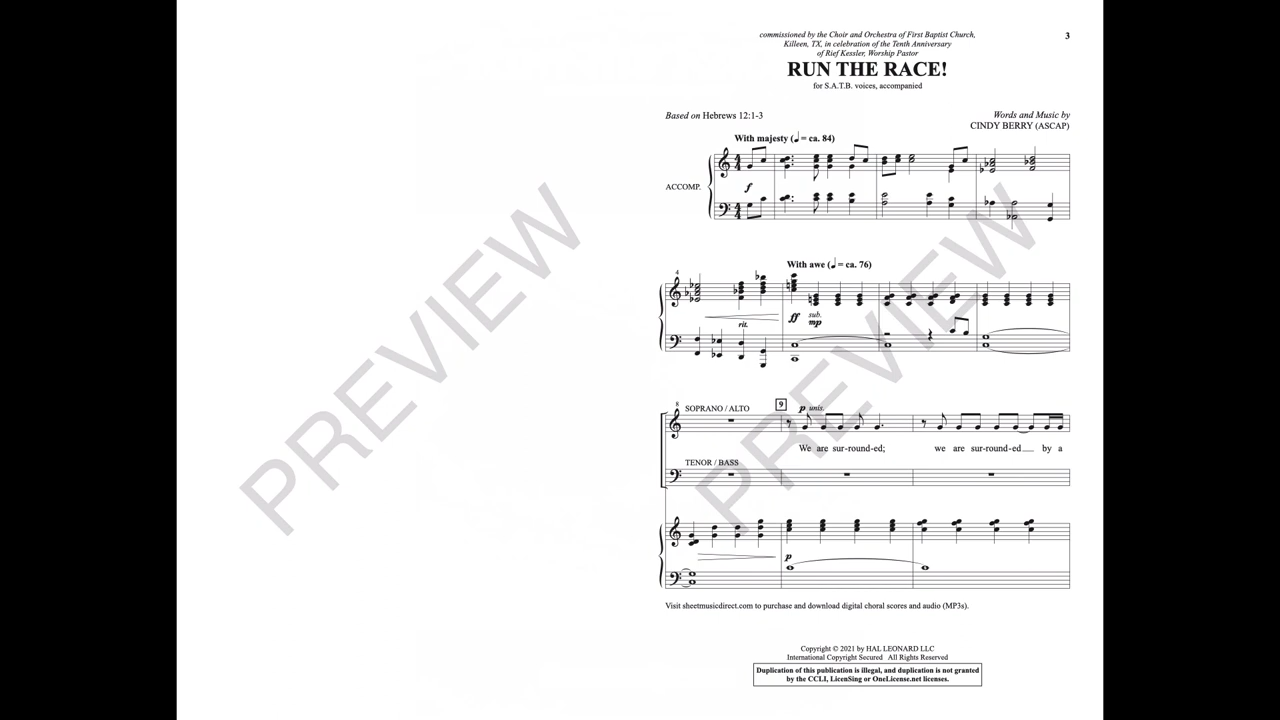 PREVIEW
commissioned by the Choir and Orchestra of First Baptist Church,
Killeen, TX, in celebration of the Tenth Anniversary
of Rief Kessler, Worship Pastor
3
RUN THE RACE!
for S.A.T.B. voices, accompanied
Based on Hebrews 12:1-3
Words and Music by
CINDY BERRY (ASCAP)
With majesty (♩ = ca. 84)
ACCOMP.
f
PREVIEW
4
With awe (♩ = ca. 76)
rit.
ff
sub.
mp
8
SOPRANO / ALTO
9
p unis.
We are sur-round-ed; we are sur-round-ed by a
TENOR / BASS
p
Visit sheetmusicdirect.com to purchase and download digital choral scores and audio (MP3s).
Copyright © 2021 by HAL LEONARD LLC
International Copyright Secured All Rights Reserved
Duplication of this publication is illegal, and duplication is not granted
by the CCLI, LicenSing or OneLicense.net licenses.